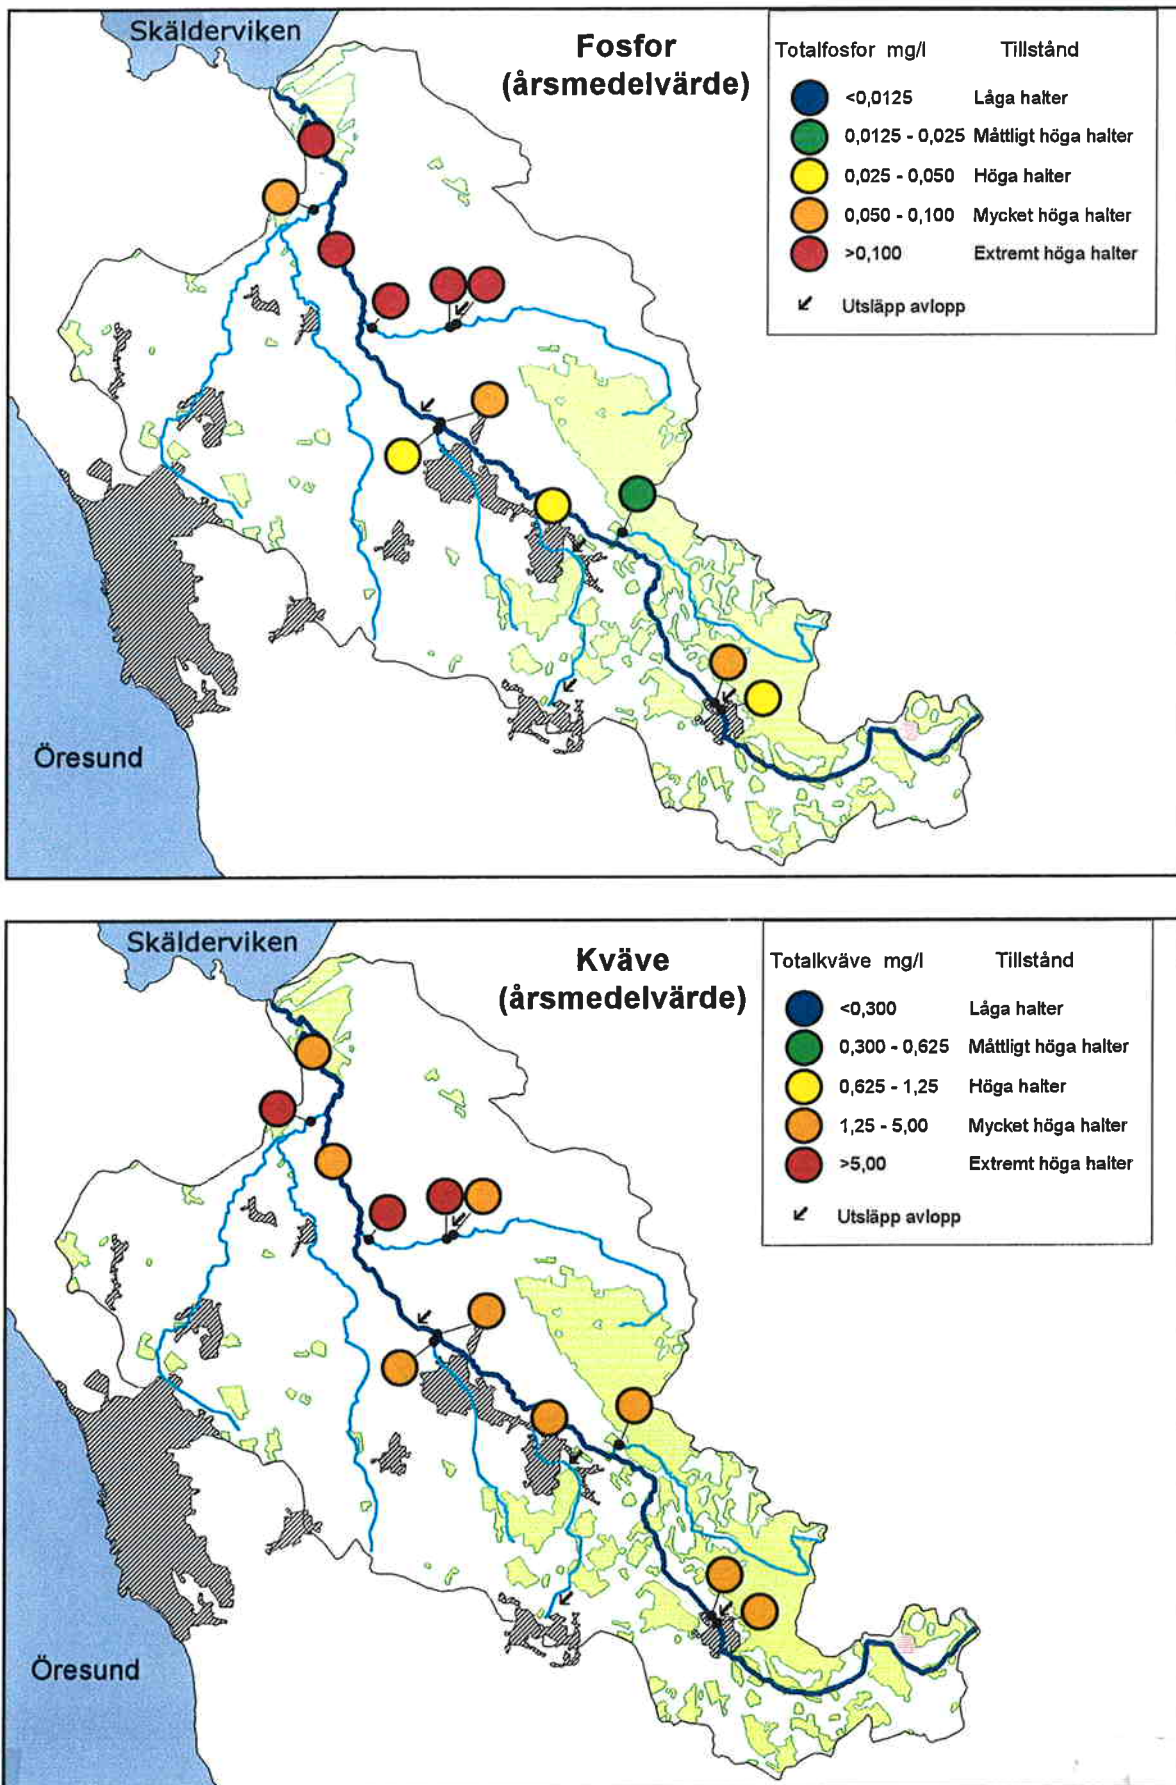 Skälderviken
Fosfor
(årsmedelvärde)
Totalfosfor mg/l Tillstånd
<0,0125 Låga halter
0,0125 - 0,025 Måttligt höga halter
0,025 - 0,050 Höga halter
0,050 - 0,100 Mycket höga halter
>0,100 Extremt höga halter
Utsläpp avlopp
Öresund
Skälderviken
Kväve
(årsmedelvärde)
Totalkväve mg/l Tillstånd
<0,300 Låga halter
0,300 - 0,625 Måttligt höga halter
0,625 - 1,25 Höga halter
1,25 - 5,00 Mycket höga halter
>5,00 Extremt höga halter
Utsläpp avlopp
Öresund